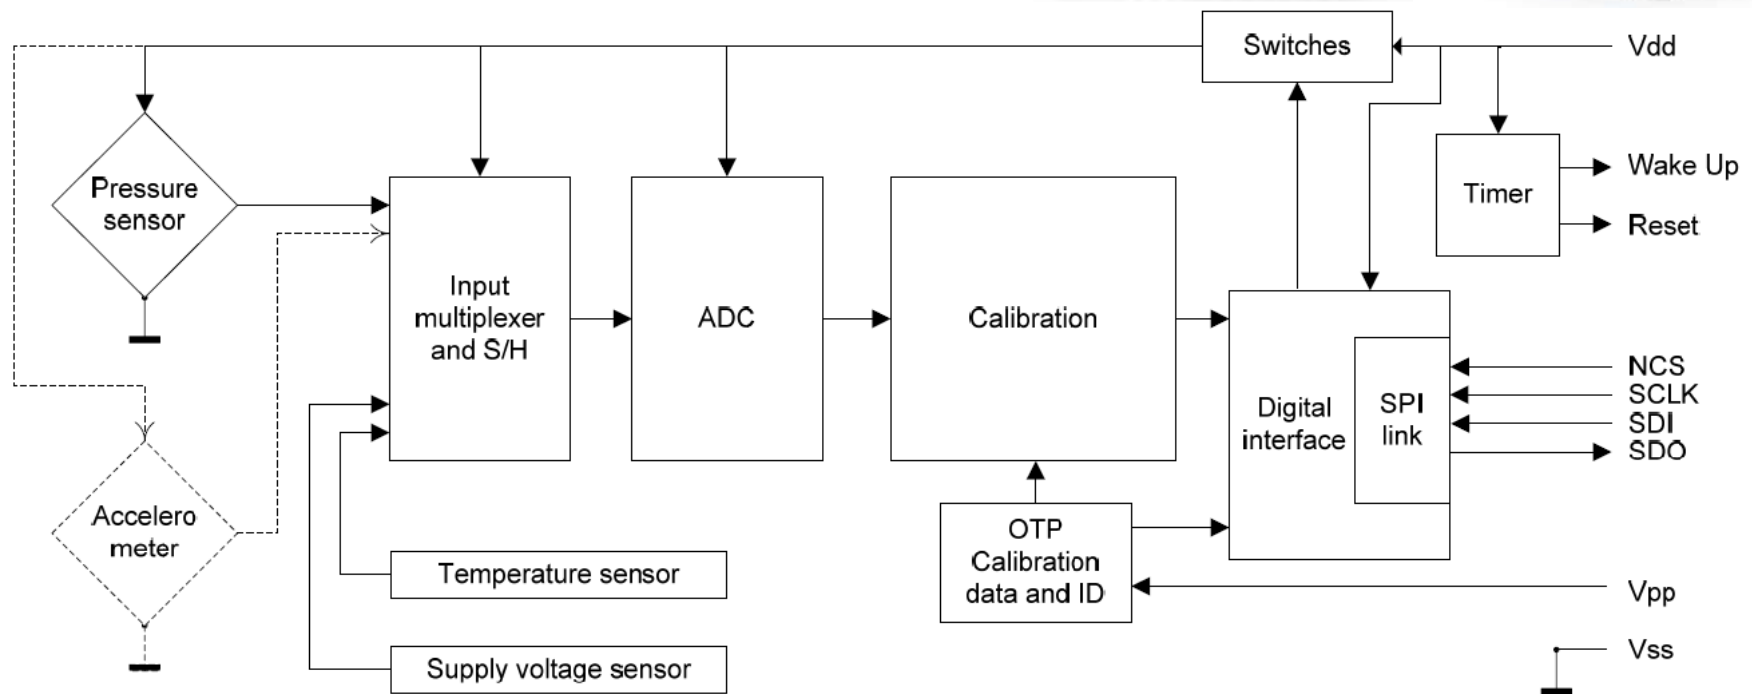 Switches
Vdd
Pressure
sensor
Timer
Wake Up
Reset
Input
multiplexer
and S/H
ADC
Calibration
Digital
interface
SPI
link
NCS
SCLK
SDI
SDO
Accelero
meter
OTP
Calibration
data and ID
Temperature sensor
Vpp
Supply voltage sensor
Vss